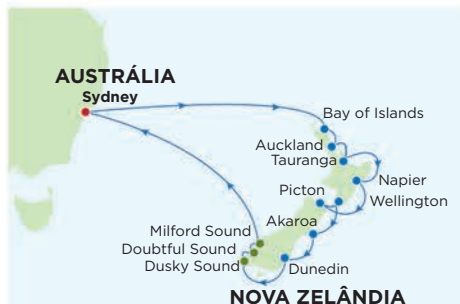 AUSTRÁLIA
Sydney
Bay of Islands
Auckland
Tauranga
Napier
Picton
Wellington
Akaroa
Milford Sound
Doubtful Sound
Dusky Sound
Dunedin
NOVA ZELÂNDIA